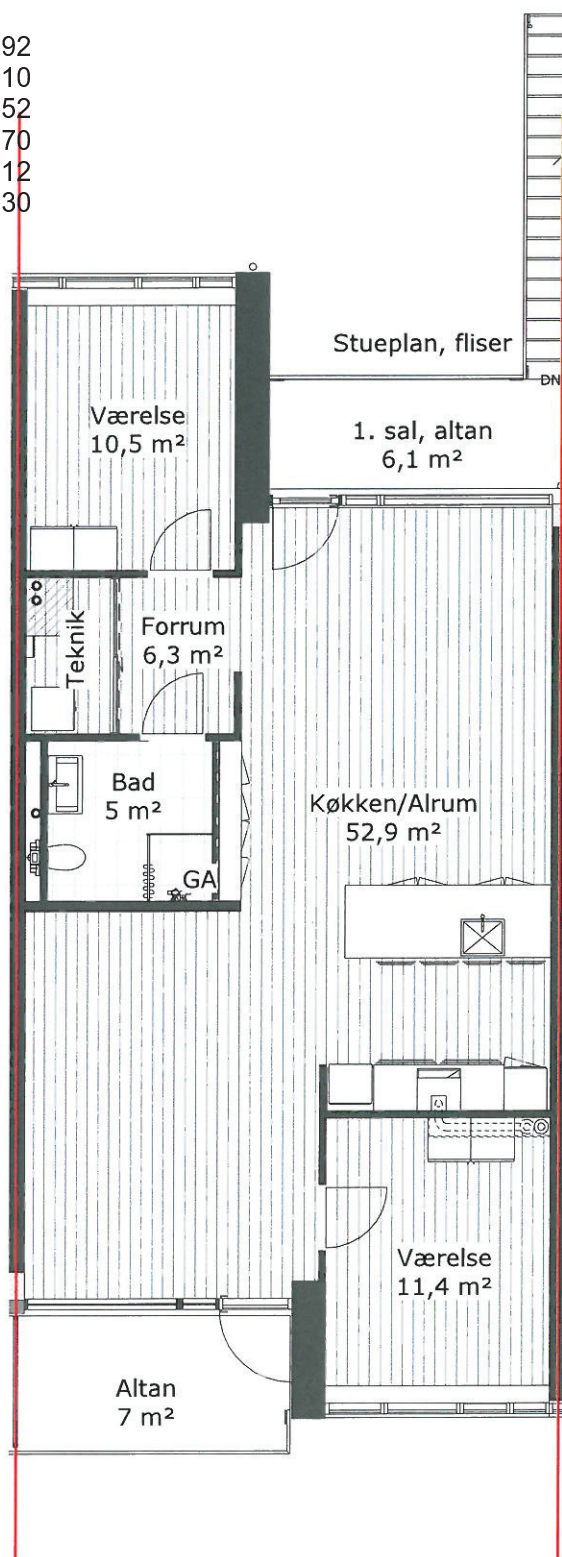 92
10
52
70
12
30
Stueplan, fliser
DN
Værelse
10,5 m²
1. sal, altan
6,1 m²
Teknik
Forrum
6,3 m²
Bad
5 m²
Køkken/Alrum
52,9 m²
GA
Værelse
11,4 m²
Altan
7 m²